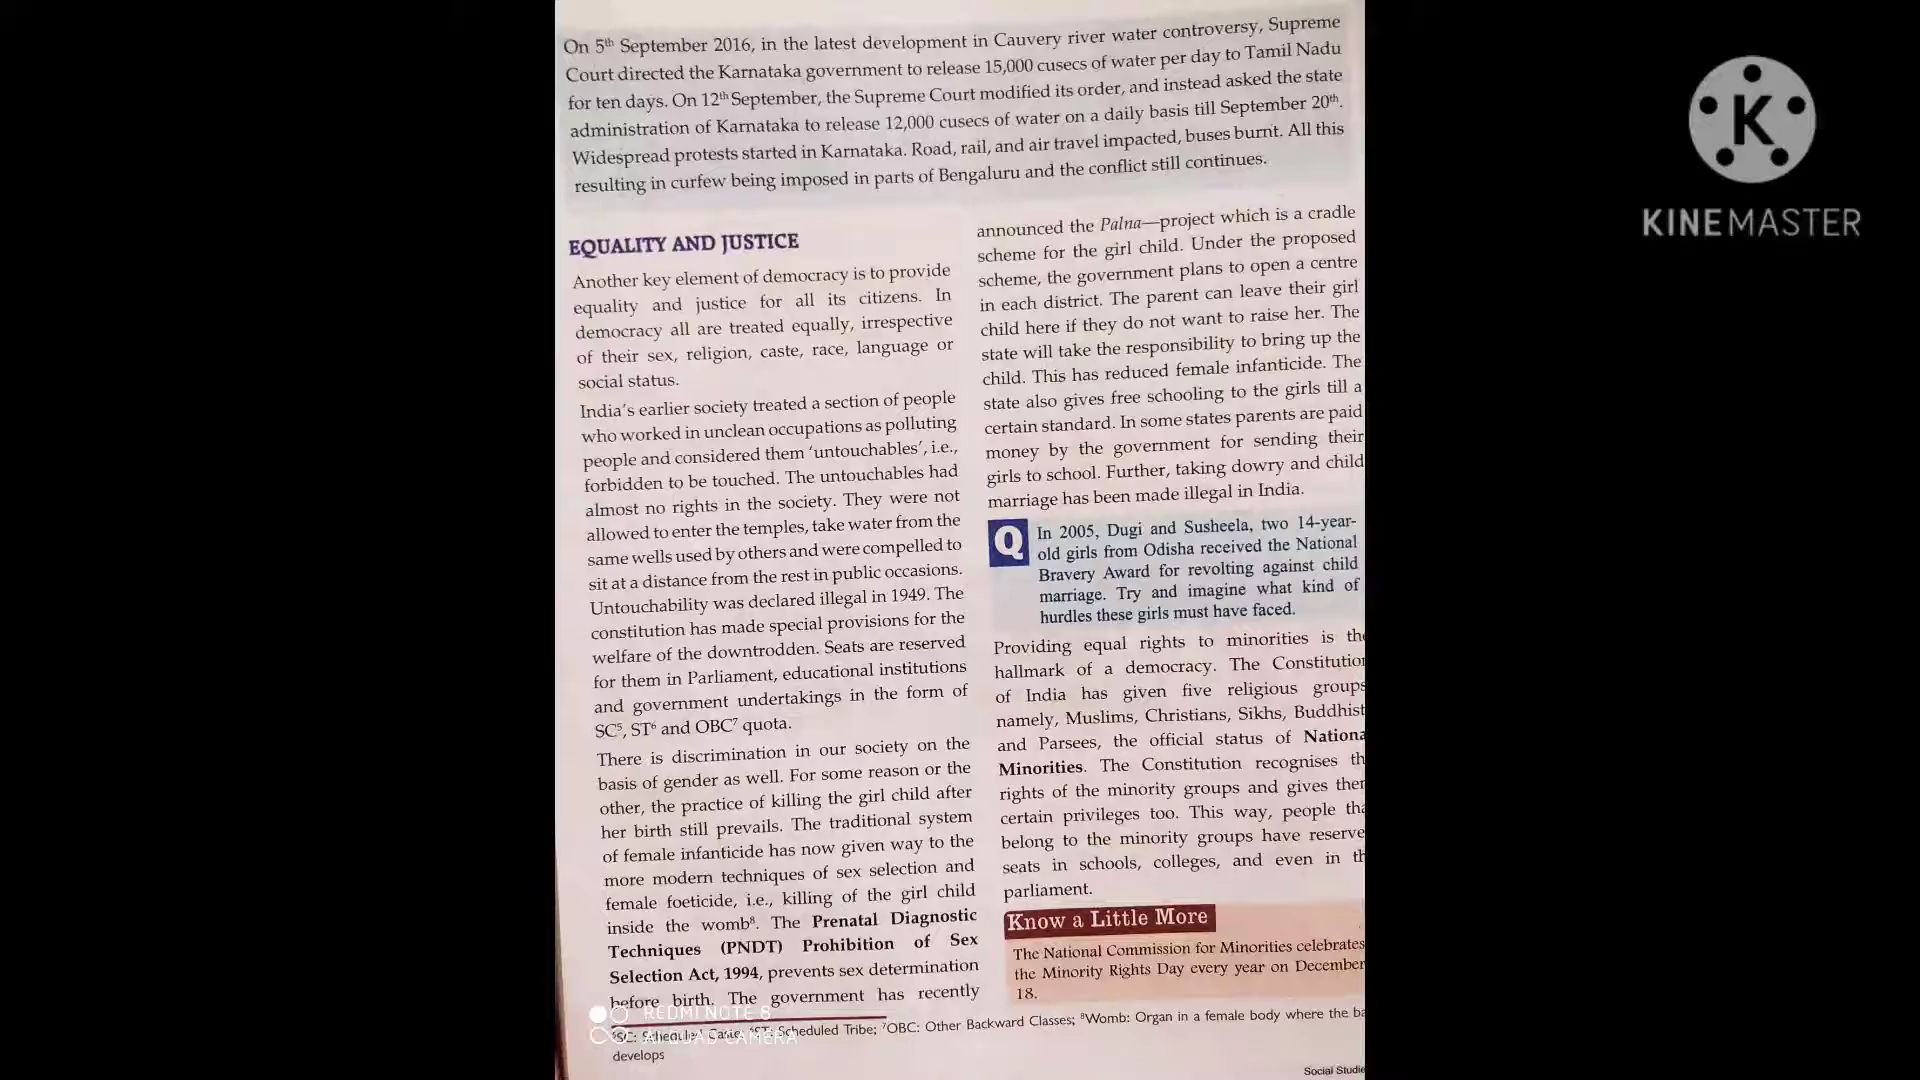 On 5th September 2016, in the latest development in Cauvery river water controversy, Supreme
Court directed the Karnataka government to release 15,000 cusecs of water per day to Tamil Nadu
for ten days. On 12th September, the Supreme Court modified its order, and instead asked the state
administration of Karnataka to release 12,000 cusecs of water on a daily basis till September 20th.
Widespread protests started in Karnataka. Road, rail, and air travel impacted, buses burnt. All this
resulting in curfew being imposed in parts of Bengaluru and the conflict still continues.
EQUALITY AND JUSTICE
Another key element of democracy is to provide
equality and justice for all its citizens. In
democracy all are treated equally, irrespective
of their sex, religion, caste, race, language or
social status.
India's earlier society treated a section of people
who worked in unclean occupations as polluting
people and considered them 'untouchables', i.e.,
forbidden to be touched. The untouchables had
almost no rights in the society. They were not
allowed to enter the temples, take water from the
same wells used by others and were compelled to
sit at a distance from the rest in public occasions.
Untouchability was declared illegal in 1949. The
constitution has made special provisions for the
welfare of the downtrodden. Seats are reserved
for them in Parliament, educational institutions
and government undertakings in the form of
SC⁵, ST⁶ and OBC⁷ quota.
There is discrimination in our society on the
basis of gender as well. For some reason or the
other, the practice of killing the girl child after
her birth still prevails. The traditional system
of female infanticide has now given way to the
more modern techniques of sex selection and
female foeticide, i.e., killing of the girl child
inside the womb⁸. The Prenatal Diagnostic
Techniques (PNDT) Prohibition of Sex
Selection Act, 1994, prevents sex determination
before birth. The government has recently
announced the Palna—project which is a cradle
scheme for the girl child. Under the proposed
scheme, the government plans to open a centre
in each district. The parent can leave their girl
child here if they do not want to raise her. The
state will take the responsibility to bring up the
child. This has reduced female infanticide. The
state also gives free schooling to the girls till a
certain standard. In some states parents are paid
money by the government for sending their
girls to school. Further, taking dowry and child
marriage has been made illegal in India.
Q In 2005, Dugi and Susheela, two 14-year-
old girls from Odisha received the National
Bravery Award for revolting against child
marriage. Try and imagine what kind of
hurdles these girls must have faced.
Providing equal rights to minorities is the
hallmark of a democracy. The Constitution
of India has given five religious groups
namely, Muslims, Christians, Sikhs, Buddhist
and Parsees, the official status of Nationa
Minorities. The Constitution recognises th
rights of the minority groups and gives ther
certain privileges too. This way, people tha
belong to the minority groups have reserve
seats in schools, colleges, and even in th
parliament.
Know a Little More
The National Commission for Minorities celebrates
the Minority Rights Day every year on December
18.
⁵SC: Scheduled Caste; ⁶ST: Scheduled Tribe; ⁷OBC: Other Backward Classes; ⁸Womb: Organ in a female body where the ba
develops
Social Studie
REDMI NOTE 8
AI QUAD CAMERA
K
KINEMASTER